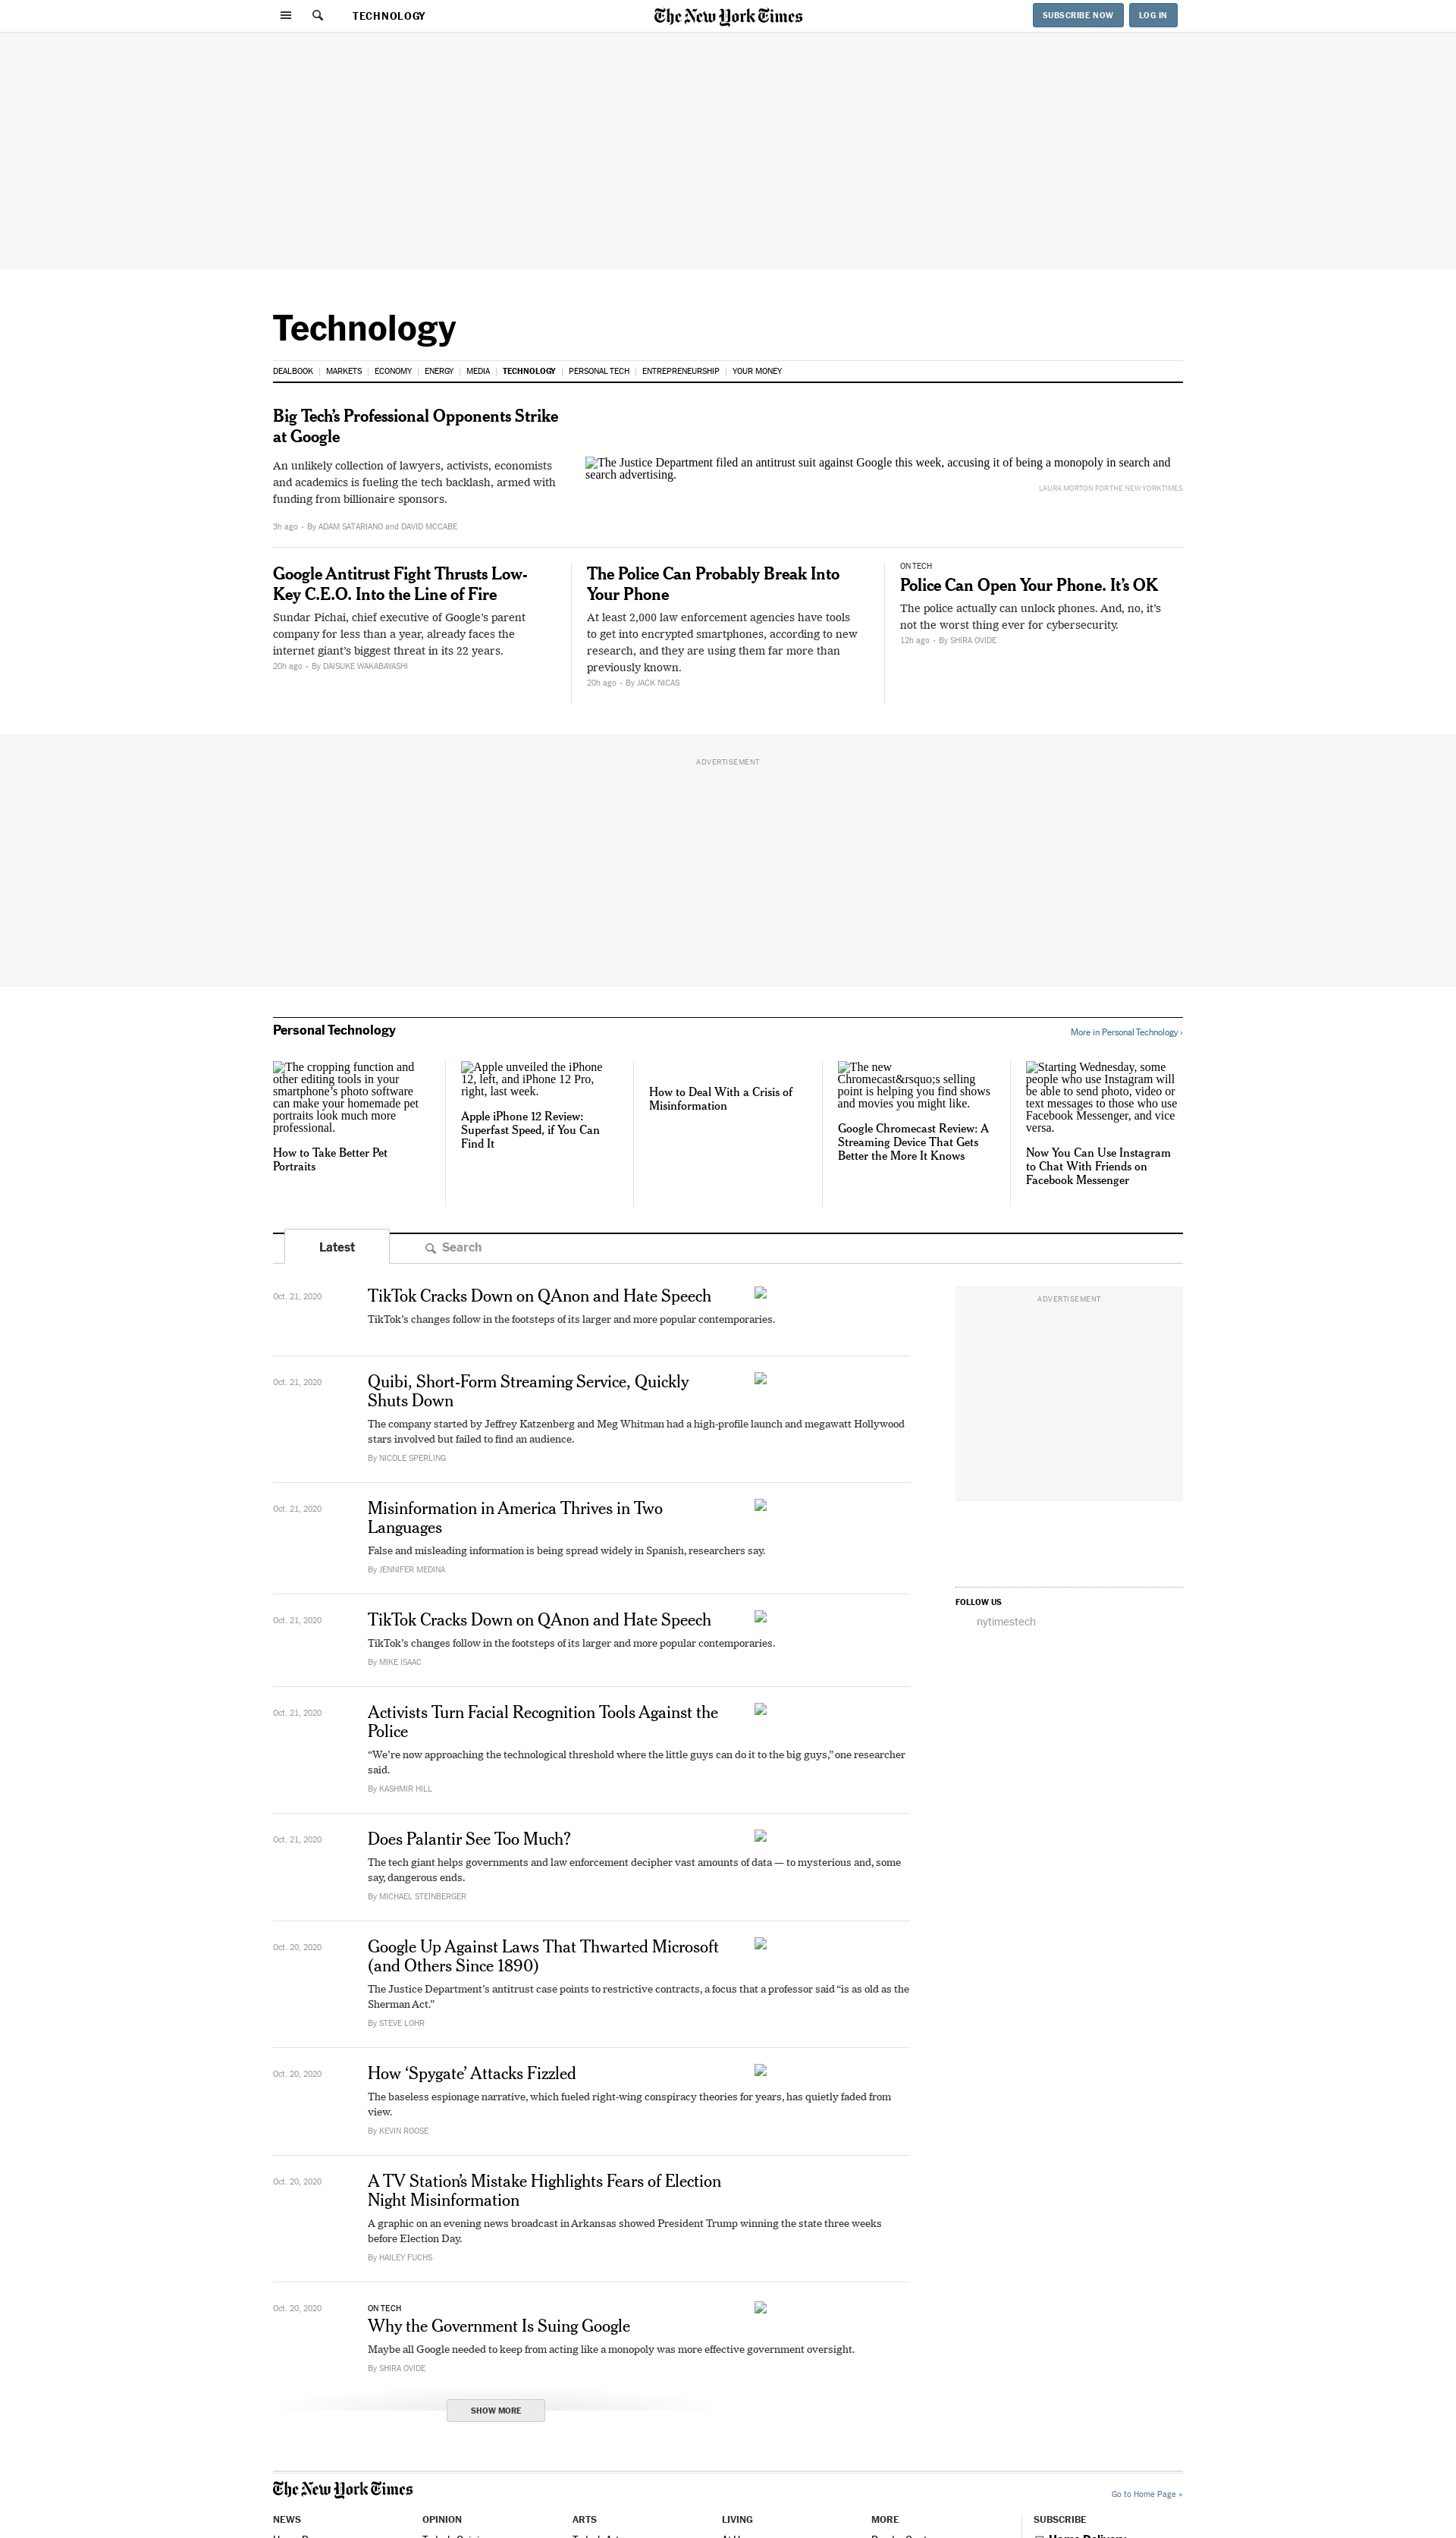 TECHNOLOGY
The New York Times
SUBSCRIBE NOW
LOG IN
Technology
DEALBOOK
MARKETS
ECONOMY
ENERGY
MEDIA
TECHNOLOGY
PERSONAL TECH
ENTREPRENEURSHIP
YOUR MONEY
Big Tech’s Professional Opponents Strike
at Google
An unlikely collection of lawyers, activists, economists
and academics is fueling the tech backlash, armed with
funding from billionaire sponsors.
3h ago • By ADAM SATARIANO and DAVID MCCABE
The Justice Department filed an antitrust suit against Google this week, accusing it of being a monopoly in search and
search advertising.
LAURA MORTON FOR THE NEW YORK TIMES
Google Antitrust Fight Thrusts Low-
Key C.E.O. Into the Line of Fire
Sundar Pichai, chief executive of Google’s parent
company for less than a year, already faces the
internet giant’s biggest threat in its 22 years.
20h ago • By DAISUKE WAKABAYASHI
The Police Can Probably Break Into
Your Phone
At least 2,000 law enforcement agencies have tools
to get into encrypted smartphones, according to new
research, and they are using them far more than
previously known.
20h ago • By JACK NICAS
ON TECH
Police Can Open Your Phone. It’s OK
The police actually can unlock phones. And, no, it’s
not the worst thing ever for cybersecurity.
12h ago • By SHIRA OVIDE
ADVERTISEMENT
Personal Technology
More in Personal Technology ›
The cropping function and
other editing tools in your
smartphone’s photo software
can make your homemade pet
portraits look much more
professional.
How to Take Better Pet
Portraits
Apple unveiled the iPhone
12, left, and iPhone 12 Pro,
right, last week.
Apple iPhone 12 Review:
Superfast Speed, if You Can
Find It
How to Deal With a Crisis of
Misinformation
The new
Chromecast&rsquo;s selling
point is helping you find shows
and movies you might like.
Google Chromecast Review: A
Streaming Device That Gets
Better the More It Knows
Starting Wednesday, some
people who use Instagram will
be able to send photo, video or
text messages to those who use
Facebook Messenger, and vice
versa.
Now You Can Use Instagram
to Chat With Friends on
Facebook Messenger
Latest
Search
Oct. 21, 2020
TikTok Cracks Down on QAnon and Hate Speech
TikTok’s changes follow in the footsteps of its larger and more popular contemporaries.
ADVERTISEMENT
Oct. 21, 2020
Quibi, Short-Form Streaming Service, Quickly
Shuts Down
The company started by Jeffrey Katzenberg and Meg Whitman had a high-profile launch and megawatt Hollywood
stars involved but failed to find an audience.
By NICOLE SPERLING
Oct. 21, 2020
Misinformation in America Thrives in Two
Languages
False and misleading information is being spread widely in Spanish, researchers say.
By JENNIFER MEDINA
FOLLOW US
nytimestech
Oct. 21, 2020
TikTok Cracks Down on QAnon and Hate Speech
TikTok’s changes follow in the footsteps of its larger and more popular contemporaries.
By MIKE ISAAC
Oct. 21, 2020
Activists Turn Facial Recognition Tools Against the
Police
“We’re now approaching the technological threshold where the little guys can do it to the big guys,” one researcher
said.
By KASHMIR HILL
Oct. 21, 2020
Does Palantir See Too Much?
The tech giant helps governments and law enforcement decipher vast amounts of data — to mysterious and, some
say, dangerous ends.
By MICHAEL STEINBERGER
Oct. 20, 2020
Google Up Against Laws That Thwarted Microsoft
(and Others Since 1890)
The Justice Department’s antitrust case points to restrictive contracts, a focus that a professor said “is as old as the
Sherman Act.”
By STEVE LOHR
Oct. 20, 2020
How ‘Spygate’ Attacks Fizzled
The baseless espionage narrative, which fueled right-wing conspiracy theories for years, has quietly faded from
view.
By KEVIN ROOSE
Oct. 20, 2020
A TV Station’s Mistake Highlights Fears of Election
Night Misinformation
A graphic on an evening news broadcast in Arkansas showed President Trump winning the state three weeks
before Election Day.
By HAILEY FUCHS
Oct. 20, 2020
ON TECH
Why the Government Is Suing Google
Maybe all Google needed to keep from acting like a monopoly was more effective government oversight.
By SHIRA OVIDE
SHOW MORE
The New York Times
Go to Home Page »
NEWS
OPINION
ARTS
LIVING
MORE
SUBSCRIBE